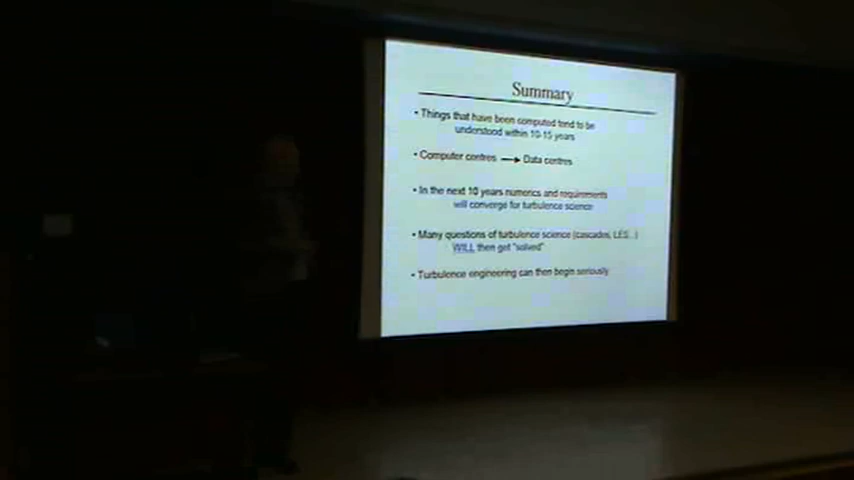 Summary
• Things that have been computed tend to be
understood within 10-15 years
• Computer centres → Data centres
• In the next 10 years numerics and requirements
will converge for turbulence science
• Many questions of turbulence science (cascades, LES...)
WILL then get "solved"
• Turbulence engineering can then begin seriously